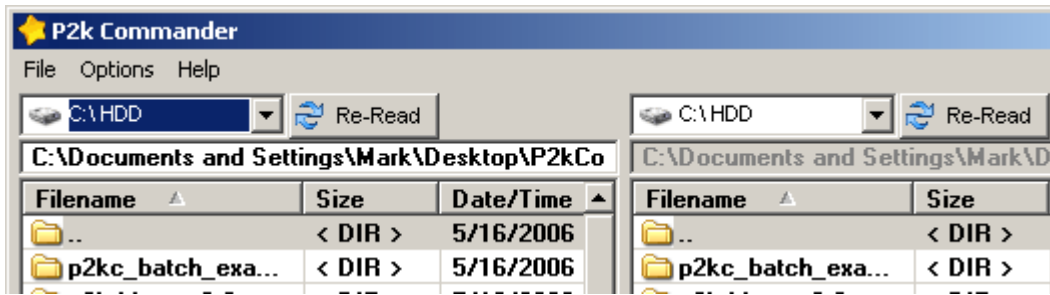 P2k Commander
File Options Help
C:\ HDD Re-Read C:\ HDD Re-Read
C:\Documents and Settings\Mark\Desktop\P2kCo C:\Documents and Settings\Mark\D
Filename Size Date/Time Filename Size
.. < DIR > 5/16/2006 .. < DIR >
p2kc_batch_exa... < DIR > 5/16/2006 p2kc_batch_exa... < DIR >